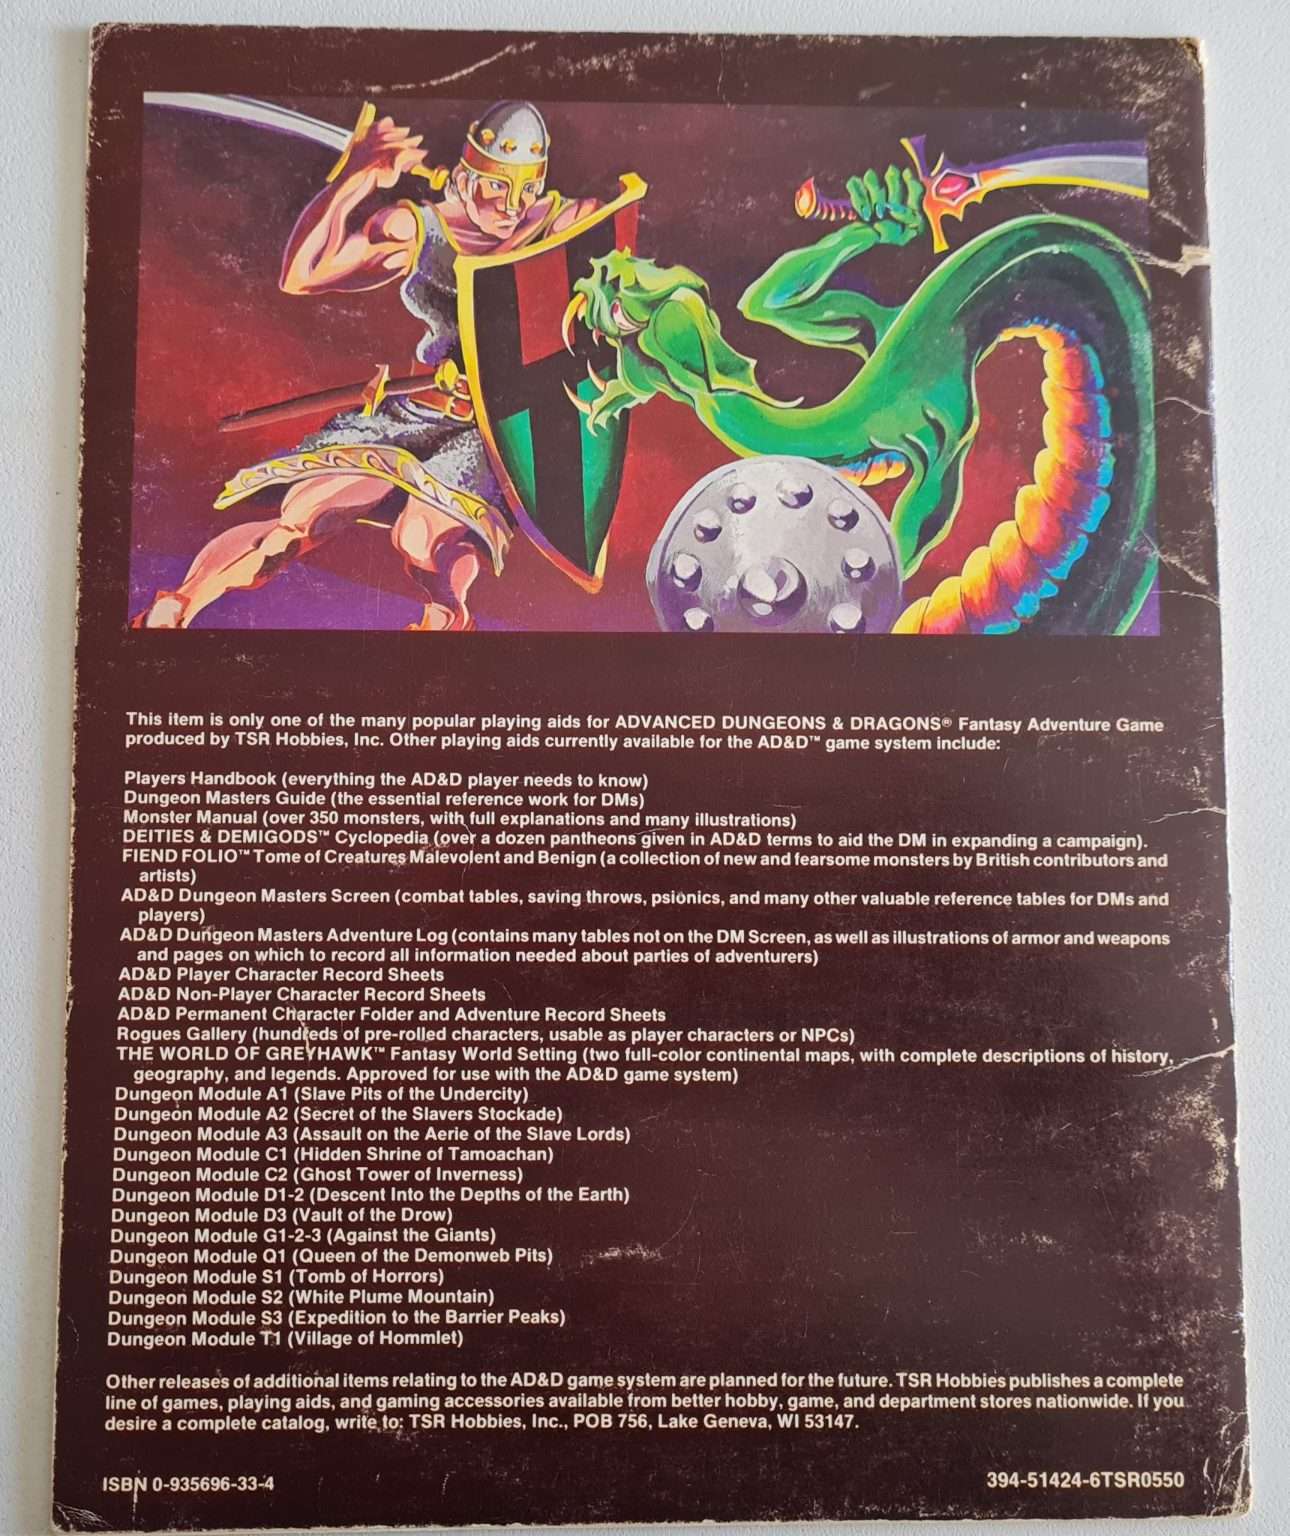 This item is only one of the many popular playing aids for ADVANCED DUNGEONS & DRAGONS® Fantasy Adventure Game
produced by TSR Hobbies, Inc. Other playing aids currently available for the AD&D™ game system include:
Players Handbook (everything the AD&D player needs to know)
Dungeon Masters Guide (the essential reference work for DMs)
Monster Manual (over 350 monsters, with full explanations and many illustrations)
DEITIES & DEMIGODS™ Cyclopedia (over a dozen pantheons given in AD&D terms to aid the DM in expanding a campaign).
FIEND FOLIO™ Tome of Creatures Malevolent and Benign (a collection of new and fearsome monsters by British contributors and
artists)
AD&D Dungeon Masters Screen (combat tables, saving throws, psionics, and many other valuable reference tables for DMs and
players)
AD&D Dungeon Masters Adventure Log (contains many tables not on the DM Screen, as well as illustrations of armor and weapons
and pages on which to record all information needed about parties of adventurers)
AD&D Player Character Record Sheets
AD&D Non-Player Character Record Sheets
AD&D Permanent Character Folder and Adventure Record Sheets
Rogues Gallery (hundreds of pre-rolled characters, usable as player characters or NPCs)
THE WORLD OF GREYHAWK™ Fantasy World Setting (two full-color continental maps, with complete descriptions of history,
geography, and legends. Approved for use with the AD&D game system)
Dungeon Module A1 (Slave Pits of the Undercity)
Dungeon Module A2 (Secret of the Slavers Stockade)
Dungeon Module A3 (Assault on the Aerie of the Slave Lords)
Dungeon Module C1 (Hidden Shrine of Tamoachan)
Dungeon Module C2 (Ghost Tower of Inverness)
Dungeon Module D1-2 (Descent Into the Depths of the Earth)
Dungeon Module D3 (Vault of the Drow)
Dungeon Module G1-2-3 (Against the Giants)
Dungeon Module Q1 (Queen of the Demonweb Pits)
Dungeon Module S1 (Tomb of Horrors)
Dungeon Module S2 (White Plume Mountain)
Dungeon Module S3 (Expedition to the Barrier Peaks)
Dungeon Module T1 (Village of Hommlet)
Other releases of additional items relating to the AD&D game system are planned for the future. TSR Hobbies publishes a complete
line of games, playing aids, and gaming accessories available from better hobby, game, and department stores nationwide. If you
desire a complete catalog, write to: TSR Hobbies, Inc., POB 756, Lake Geneva, WI 53147.
ISBN 0-935696-33-4
394-51424-6TSR0550